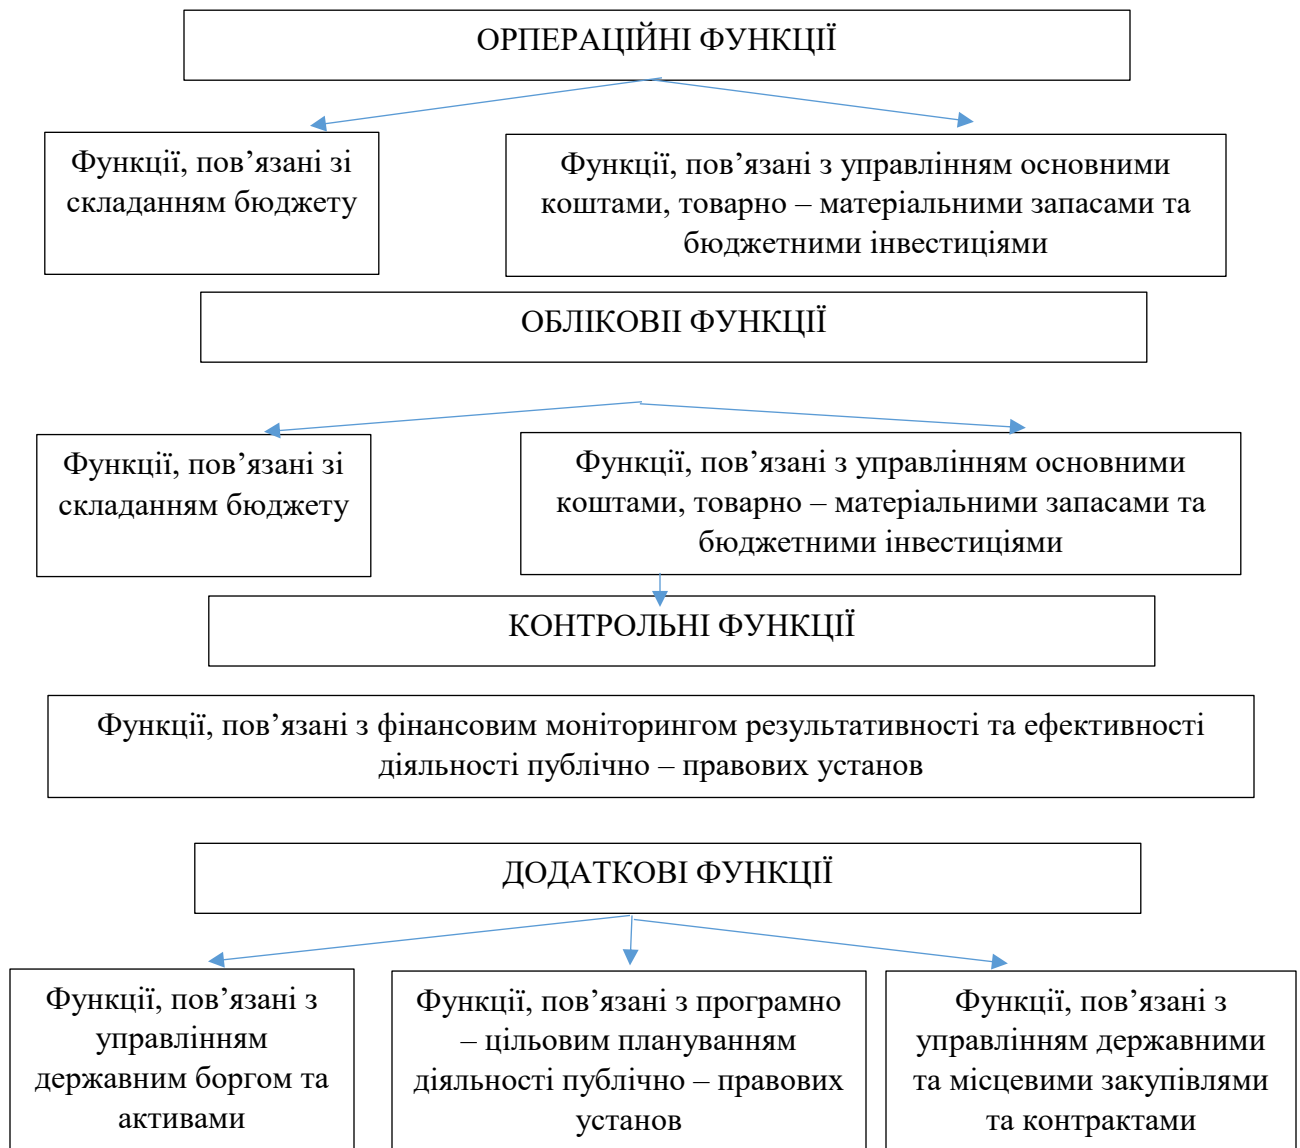 ОРПЕРАЦІЙНІ ФУНКЦІЇ
Функції, пов’язані зі
складанням бюджету
Функції, пов’язані з управлінням основними
коштами, товарно – матеріальними запасами та
бюджетними інвестиціями
ОБЛІКОВІІ ФУНКЦІЇ
Функції, пов’язані зі
складанням бюджету
Функції, пов’язані з управлінням основними
коштами, товарно – матеріальними запасами та
бюджетними інвестиціями
КОНТРОЛЬНІ ФУНКЦІЇ
Функції, пов’язані з фінансовим моніторингом результативності та ефективності
діяльності публічно – правових установ
ДОДАТКОВІ ФУНКЦІЇ
Функції, пов’язані з
управлінням
державним боргом та
активами
Функції, пов’язані з програмно
– цільовим плануванням
діяльності публічно – правових
установ
Функції, пов’язані з
управлінням державними
та місцевими закупівлями
та контрактами